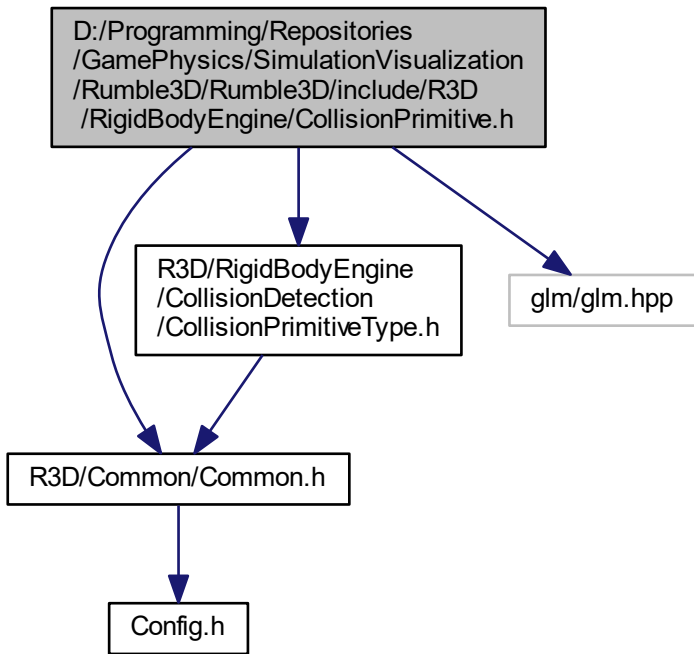 D:/Programming/Repositories
/GamePhysics/SimulationVisualization
/Rumble3D/Rumble3D/include/R3D
/RigidBodyEngine/CollisionPrimitive.h
R3D/RigidBodyEngine
/CollisionDetection
/CollisionPrimitiveType.h
glm/glm.hpp
R3D/Common/Common.h
Config.h